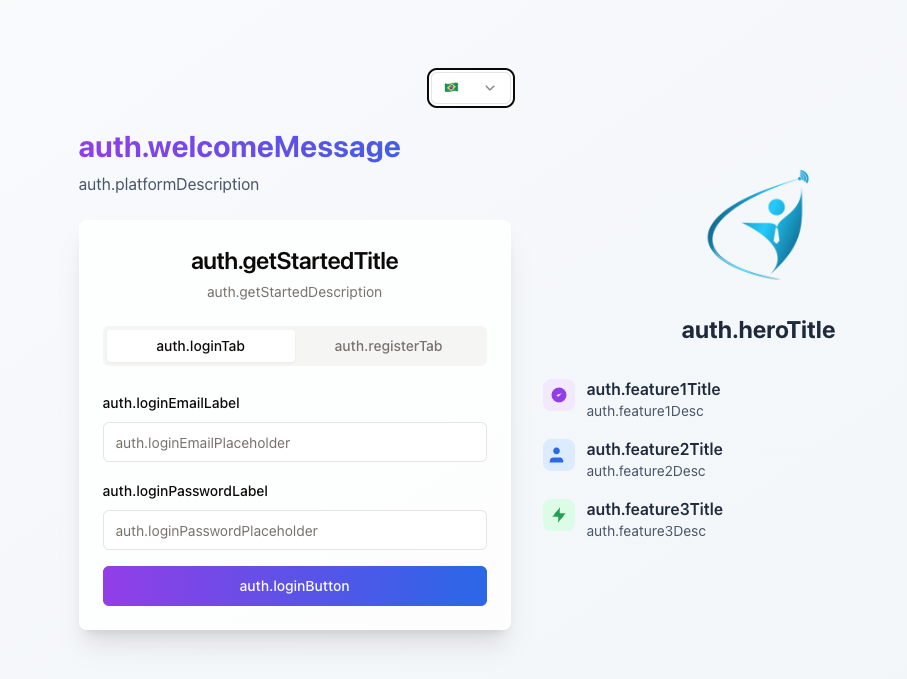 auth.welcomeMessage
auth.platformDescription
auth.getStartedTitle
auth.getStartedDescription
auth.loginTab
auth.registerTab
auth.loginEmailLabel
auth.loginEmailPlaceholder
auth.loginPasswordLabel
auth.loginPasswordPlaceholder
auth.loginButton
auth.heroTitle
auth.feature1Title
auth.feature1Desc
auth.feature2Title
auth.feature2Desc
auth.feature3Title
auth.feature3Desc